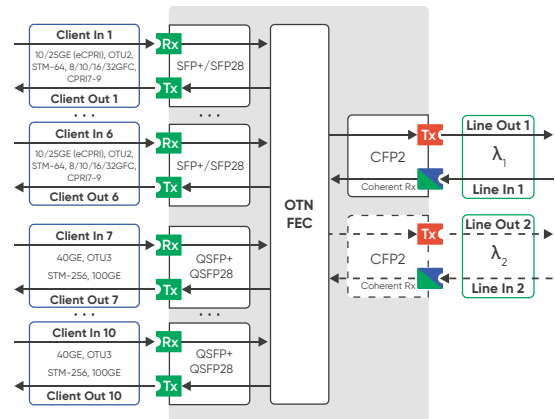 Client In 1
10/25GE (eCPRI), OTU2,
STM-64, 8/10/16/32GFC,
CPRI7-9
Client Out 1
Rx
Tx
SFP+/SFP28
...
...
Client In 6
10/25GE (eCPRI), OTU2,
STM-64, 8/10/16/32GFC,
CPRI7-9
Client Out 6
Rx
Tx
SFP+/SFP28
Client In 7
40GE, OTU3
STM-256, 100GE
Client Out 7
Rx
Tx
QSFP+
QSFP28
...
...
Client In 10
40GE, OTU3
STM-256, 100GE
Client Out 10
Rx
Tx
QSFP+
QSFP28
OTN
FEC
CFP2
Coherent Rx
Tx
Line Out 1
λ1
Line In 1
CFP2
Coherent Rx
Tx
Line Out 2
λ2
Line In 2